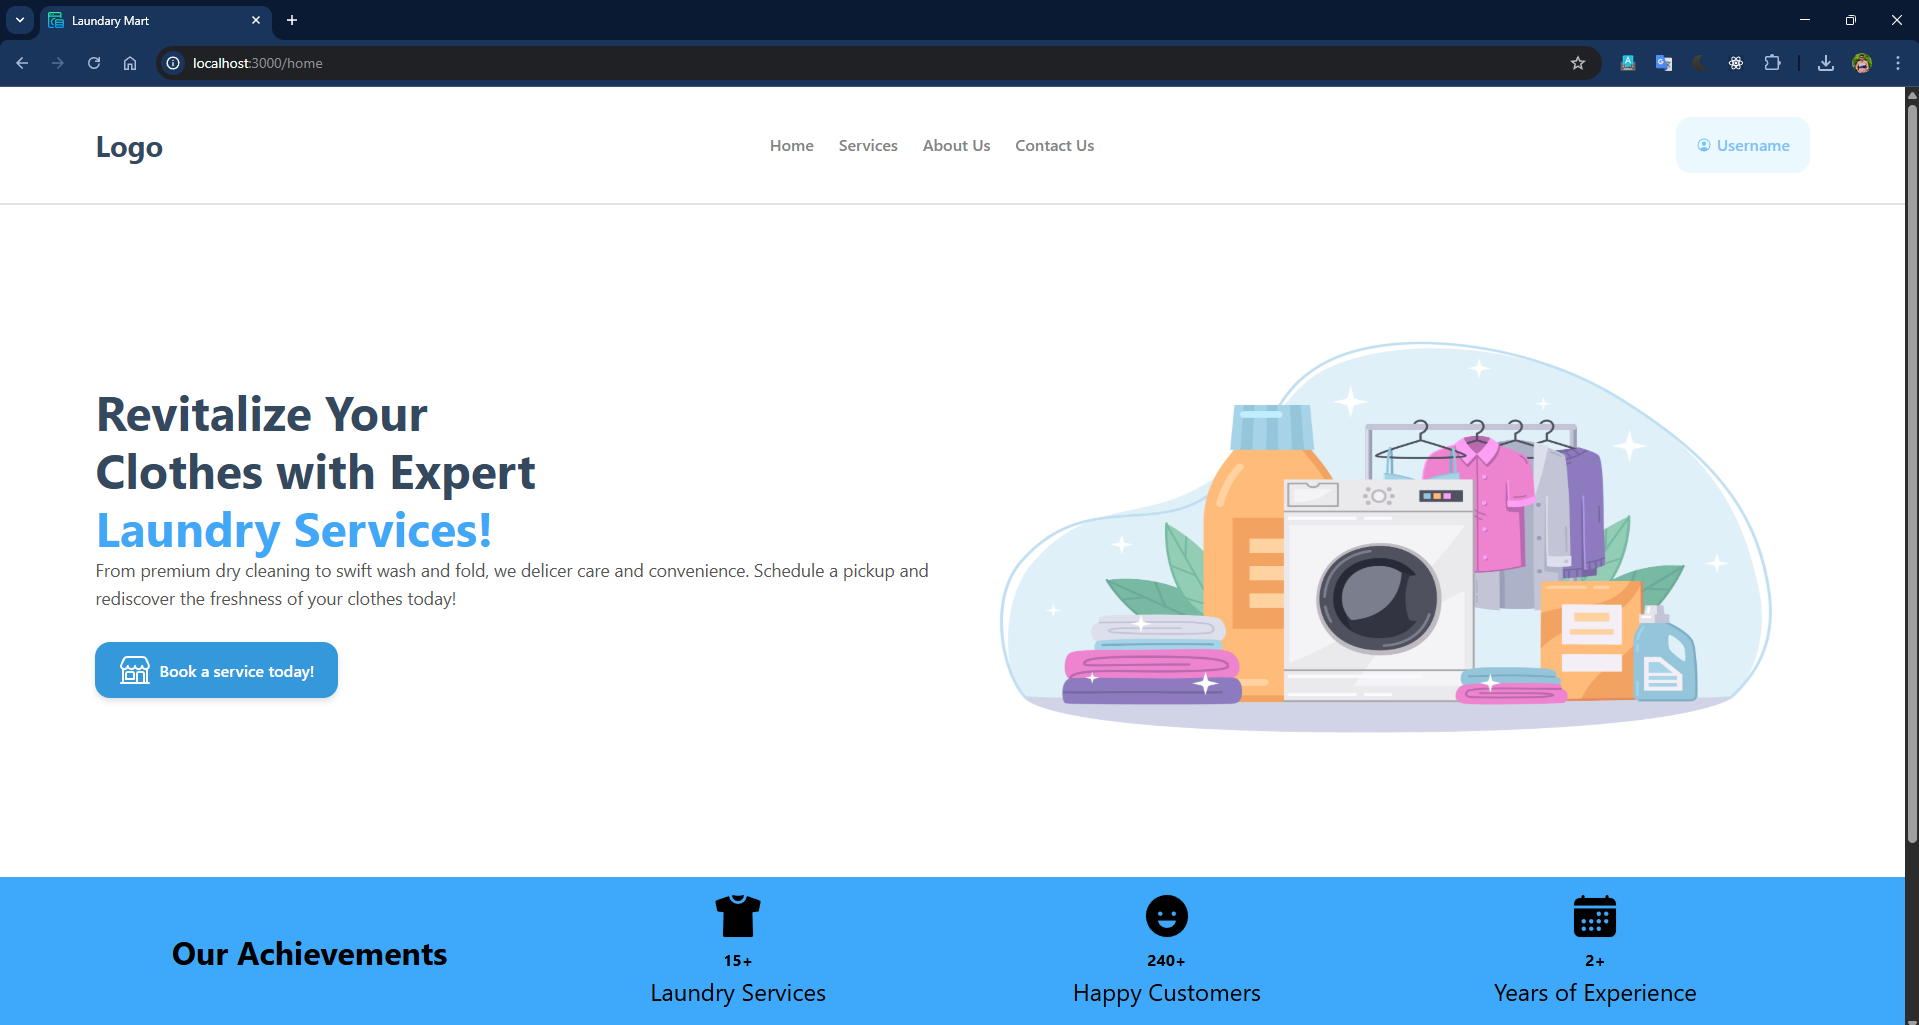 Laundary Mart
localhost:3000/home
Logo
Home Services About Us Contact Us
Username
Revitalize Your
Clothes with Expert
Laundry Services!
From premium dry cleaning to swift wash and fold, we delicer care and convenience. Schedule a pickup and
rediscover the freshness of your clothes today!
Book a service today!
Our Achievements
15+
Laundry Services
240+
Happy Customers
2+
Years of Experience